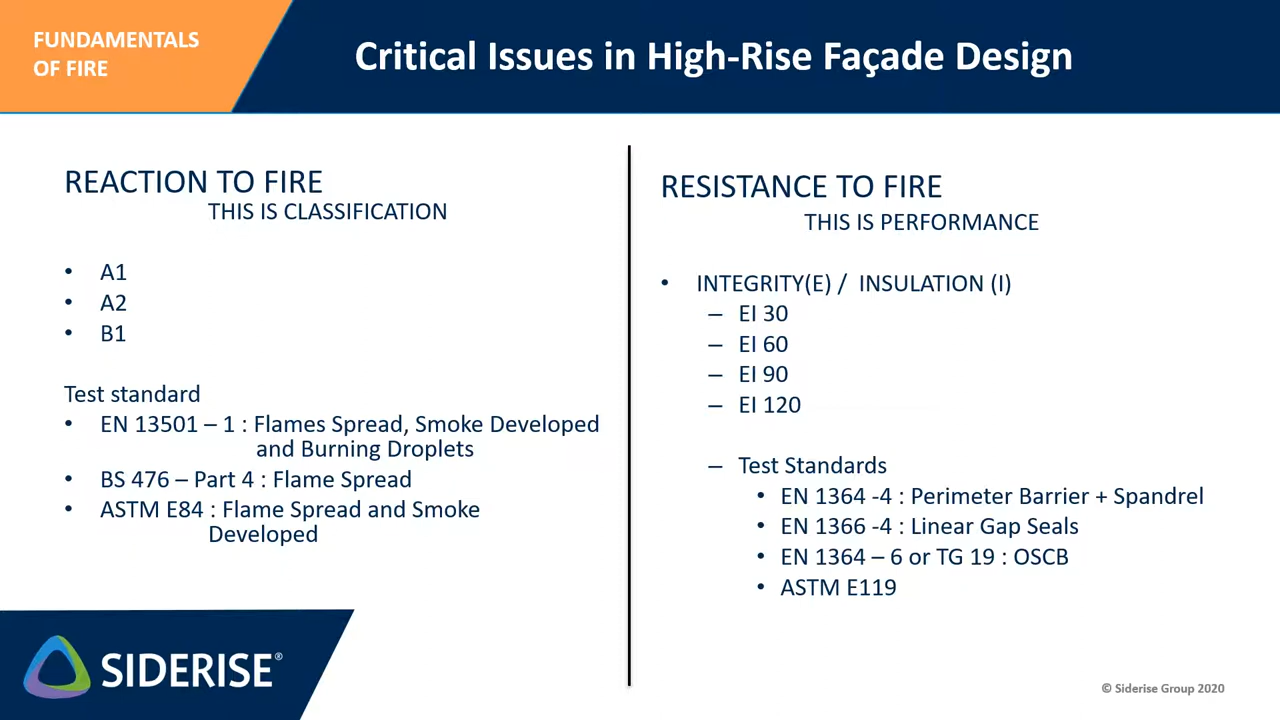 FUNDAMENTALS
OF FIRE
Critical Issues in High-Rise Façade Design
REACTION TO FIRE
THIS IS CLASSIFICATION
• A1
• A2
• B1
Test standard
• EN 13501 – 1 : Flames Spread, Smoke Developed
and Burning Droplets
• BS 476 – Part 4 : Flame Spread
• ASTM E84 : Flame Spread and Smoke
Developed
RESISTANCE TO FIRE
THIS IS PERFORMANCE
• INTEGRITY(E) / INSULATION (I)
– EI 30
– EI 60
– EI 90
– EI 120
– Test Standards
• EN 1364 -4 : Perimeter Barrier + Spandrel
• EN 1366 -4 : Linear Gap Seals
• EN 1364 – 6 or TG 19 : OSCB
• ASTM E119
SIDERISE®
© Siderise Group 2020